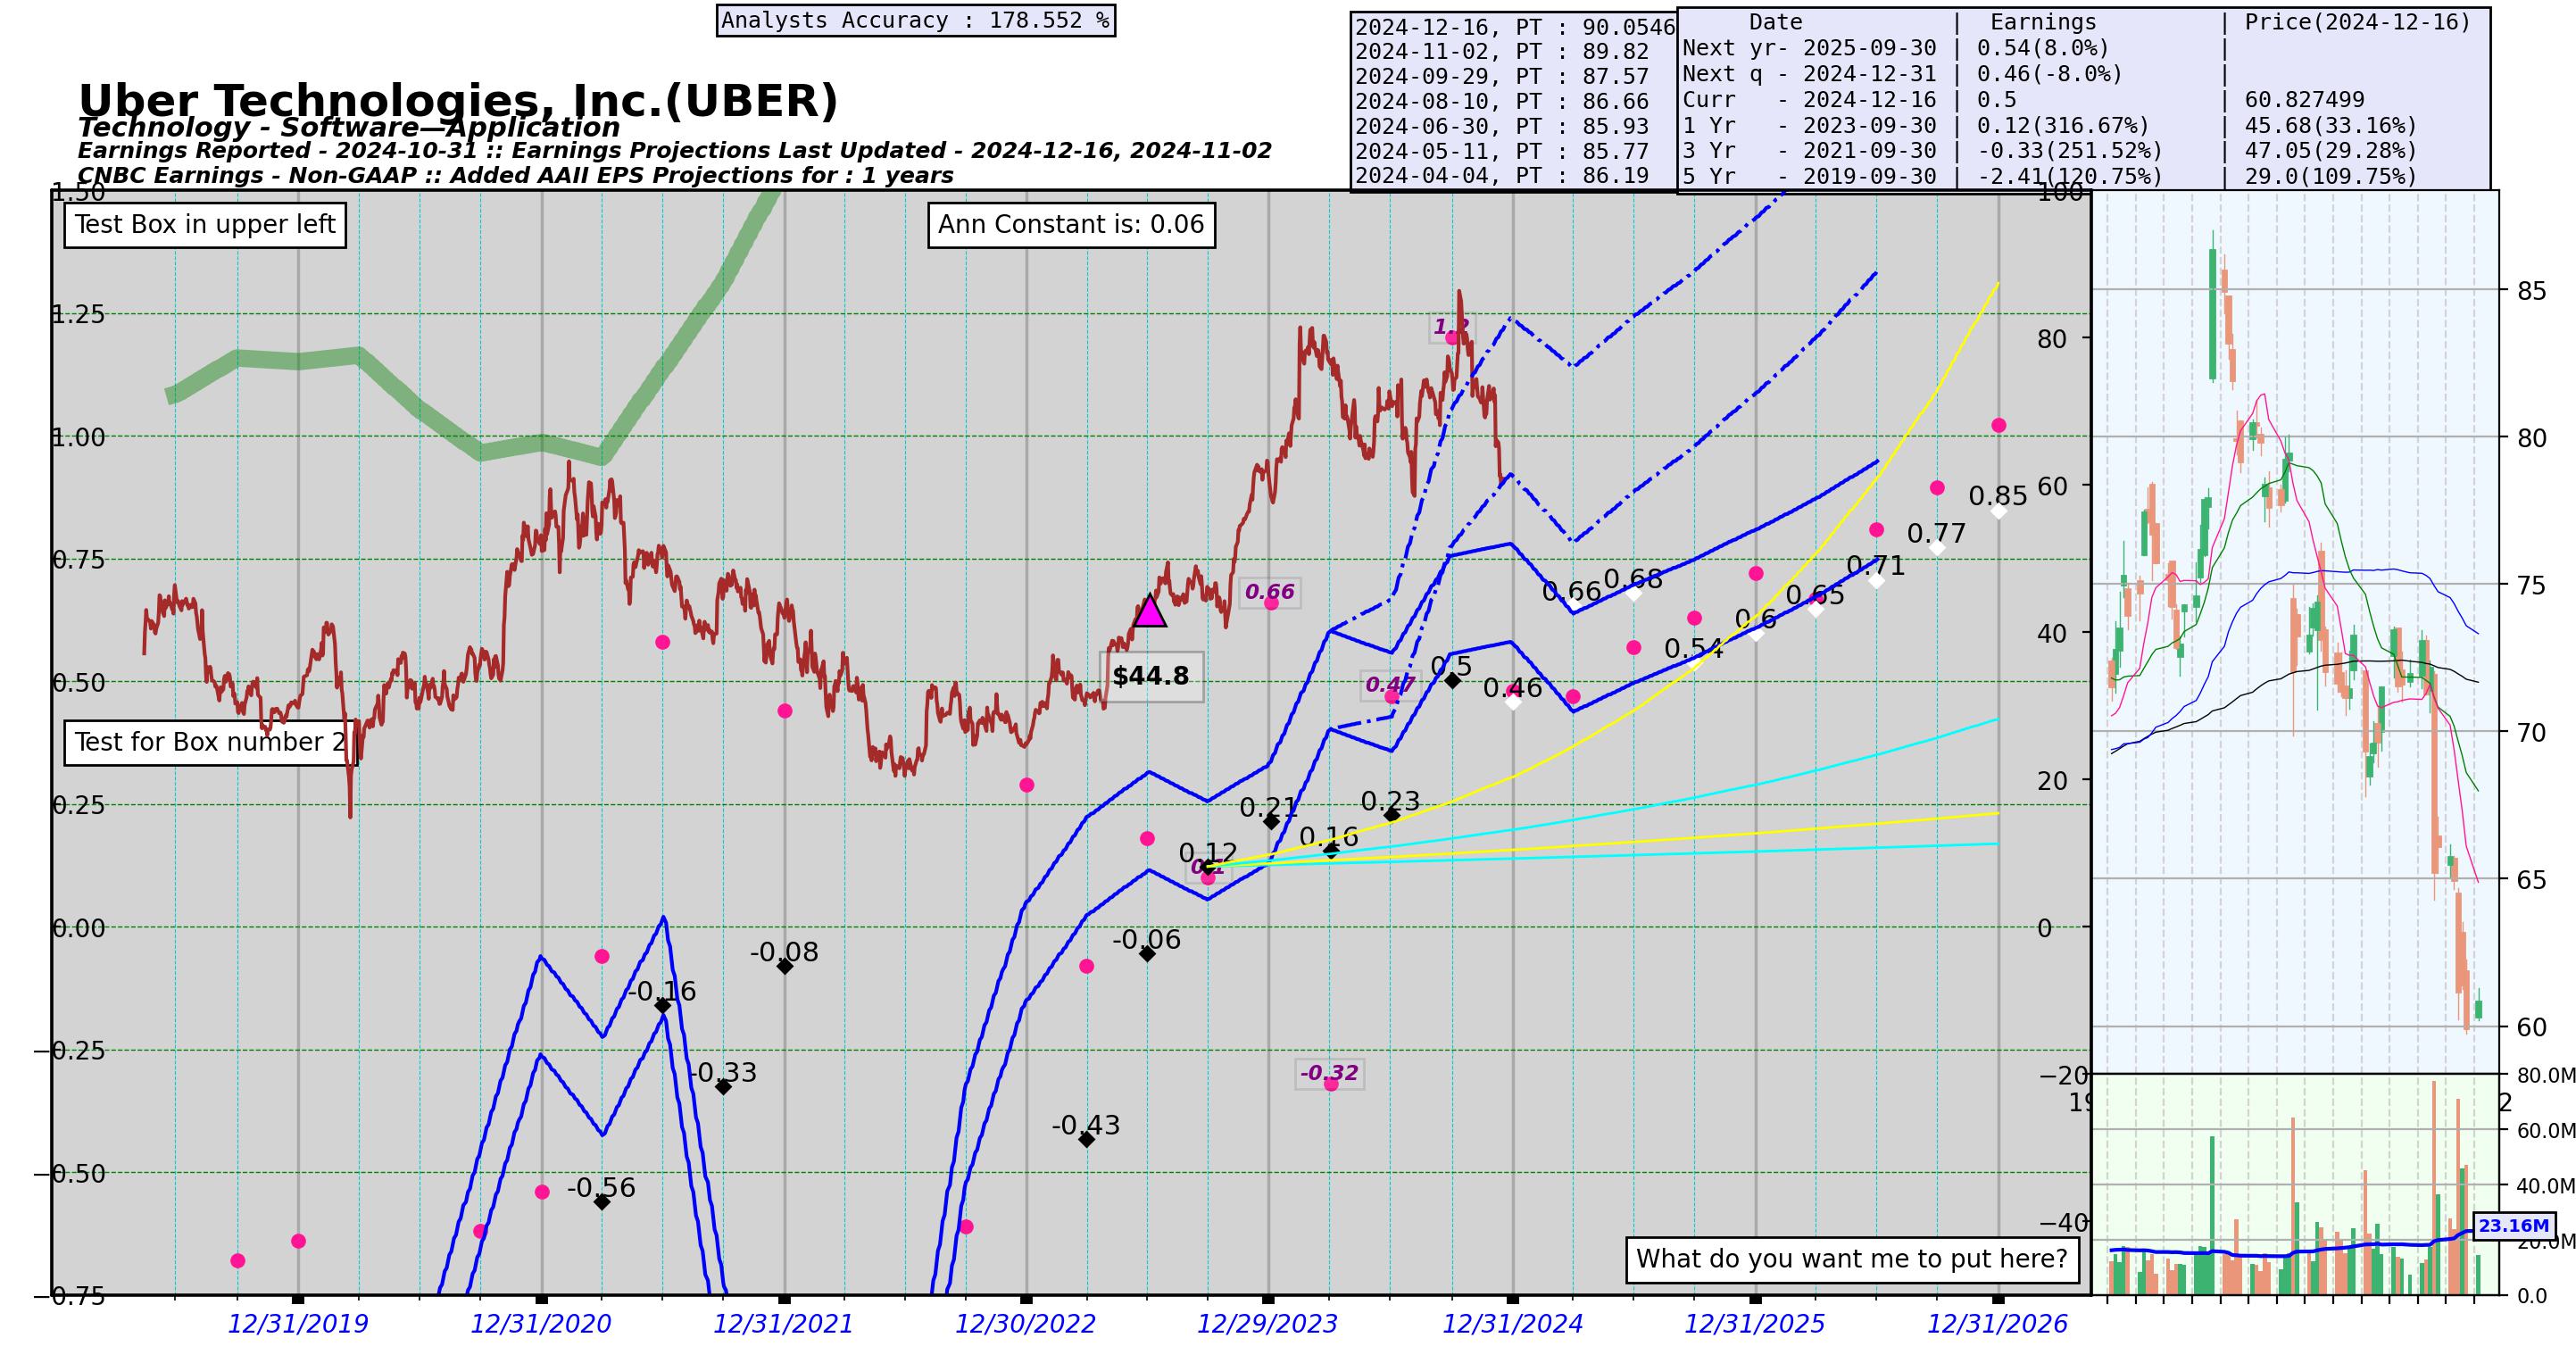 Analysts Accuracy : 178.552 %
Uber Technologies, Inc.(UBER)
Technology - Software—Application
Earnings Reported - 2024-10-31 :: Earnings Projections Last Updated - 2024-12-16, 2024-11-02
CNBC Earnings - Non-GAAP :: Added AAII EPS Projections for : 1 years
2024-12-16, PT : 90.0546
2024-11-02, PT : 89.82
2024-09-29, PT : 87.57
2024-08-10, PT : 86.66
2024-06-30, PT : 85.93
2024-05-11, PT : 85.77
2024-04-04, PT : 86.19
Date | Earnings | Price(2024-12-16)
Next yr- 2025-09-30 | 0.54(8.0%) |
Next q - 2024-12-31 | 0.46(-8.0%) |
Curr - 2024-12-16 | 0.5 | 60.827499
1 Yr - 2023-09-30 | 0.12(316.67%) | 45.68(33.16%)
3 Yr - 2021-09-30 | -0.33(251.52%) | 47.05(29.28%)
5 Yr - 2019-09-30 | -2.41(120.75%) | 29.0(109.75%)
Test Box in upper left
Ann Constant is: 0.06
Test for Box number 2
What do you want me to put here?
$44.8
1.50
1.25
1.00
0.75
0.50
0.25
0.00
−0.25
−0.50
−0.75
-0.56
-0.16
-0.33
-0.08
-0.43
-0.06
0.12
0.1
0.21
0.66
0.16
-0.32
0.23
0.47
0.5
1.2
0.46
0.66
0.68
0.54
0.6
0.65
0.71
0.77
0.85
100
80
60
40
20
0
−20
−40
85
80
75
70
65
60
80.0M
60.0M
40.0M
20.0M
0.0
23.16M
12/31/2019
12/31/2020
12/31/2021
12/30/2022
12/29/2023
12/31/2024
12/31/2025
12/31/2026